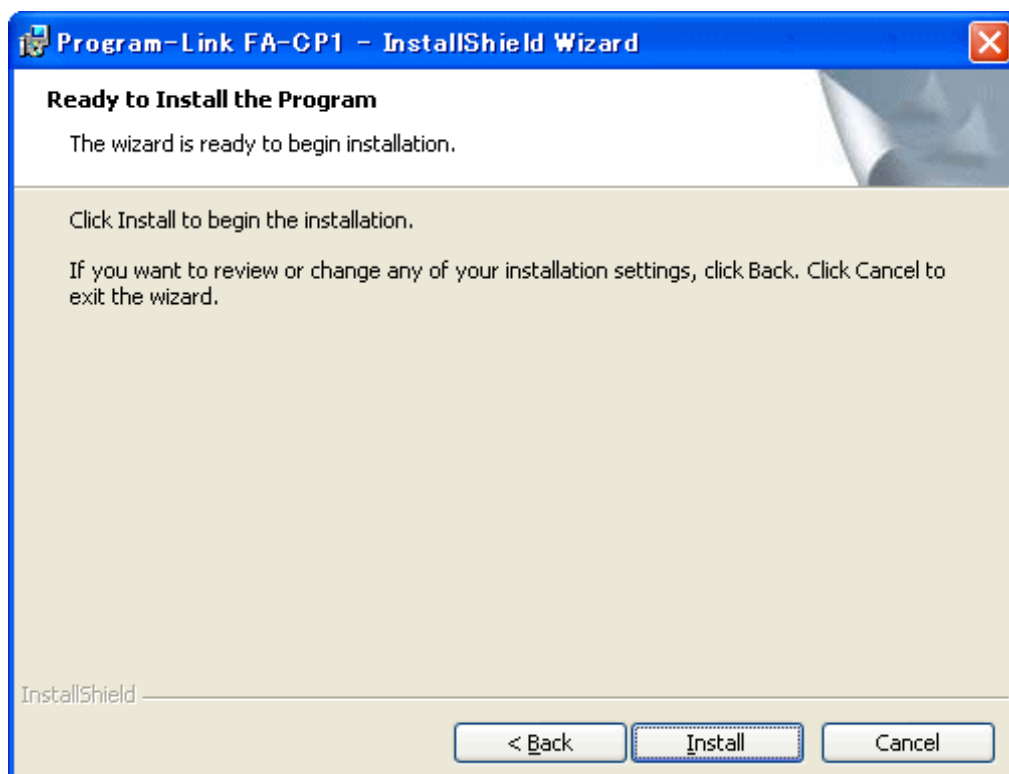 Program-Link FA-CP1 - InstallShield Wizard
Ready to Install the Program
The wizard is ready to begin installation.
Click Install to begin the installation.
If you want to review or change any of your installation settings, click Back. Click Cancel to
exit the wizard.
InstallShield
< Back
Install
Cancel